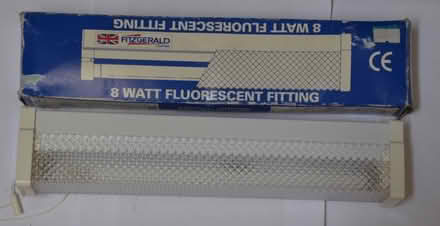 8 WATT FLUORESCENT FITTING
FITZGERALD
CE
8 WATT FLUORESCENT FITTING